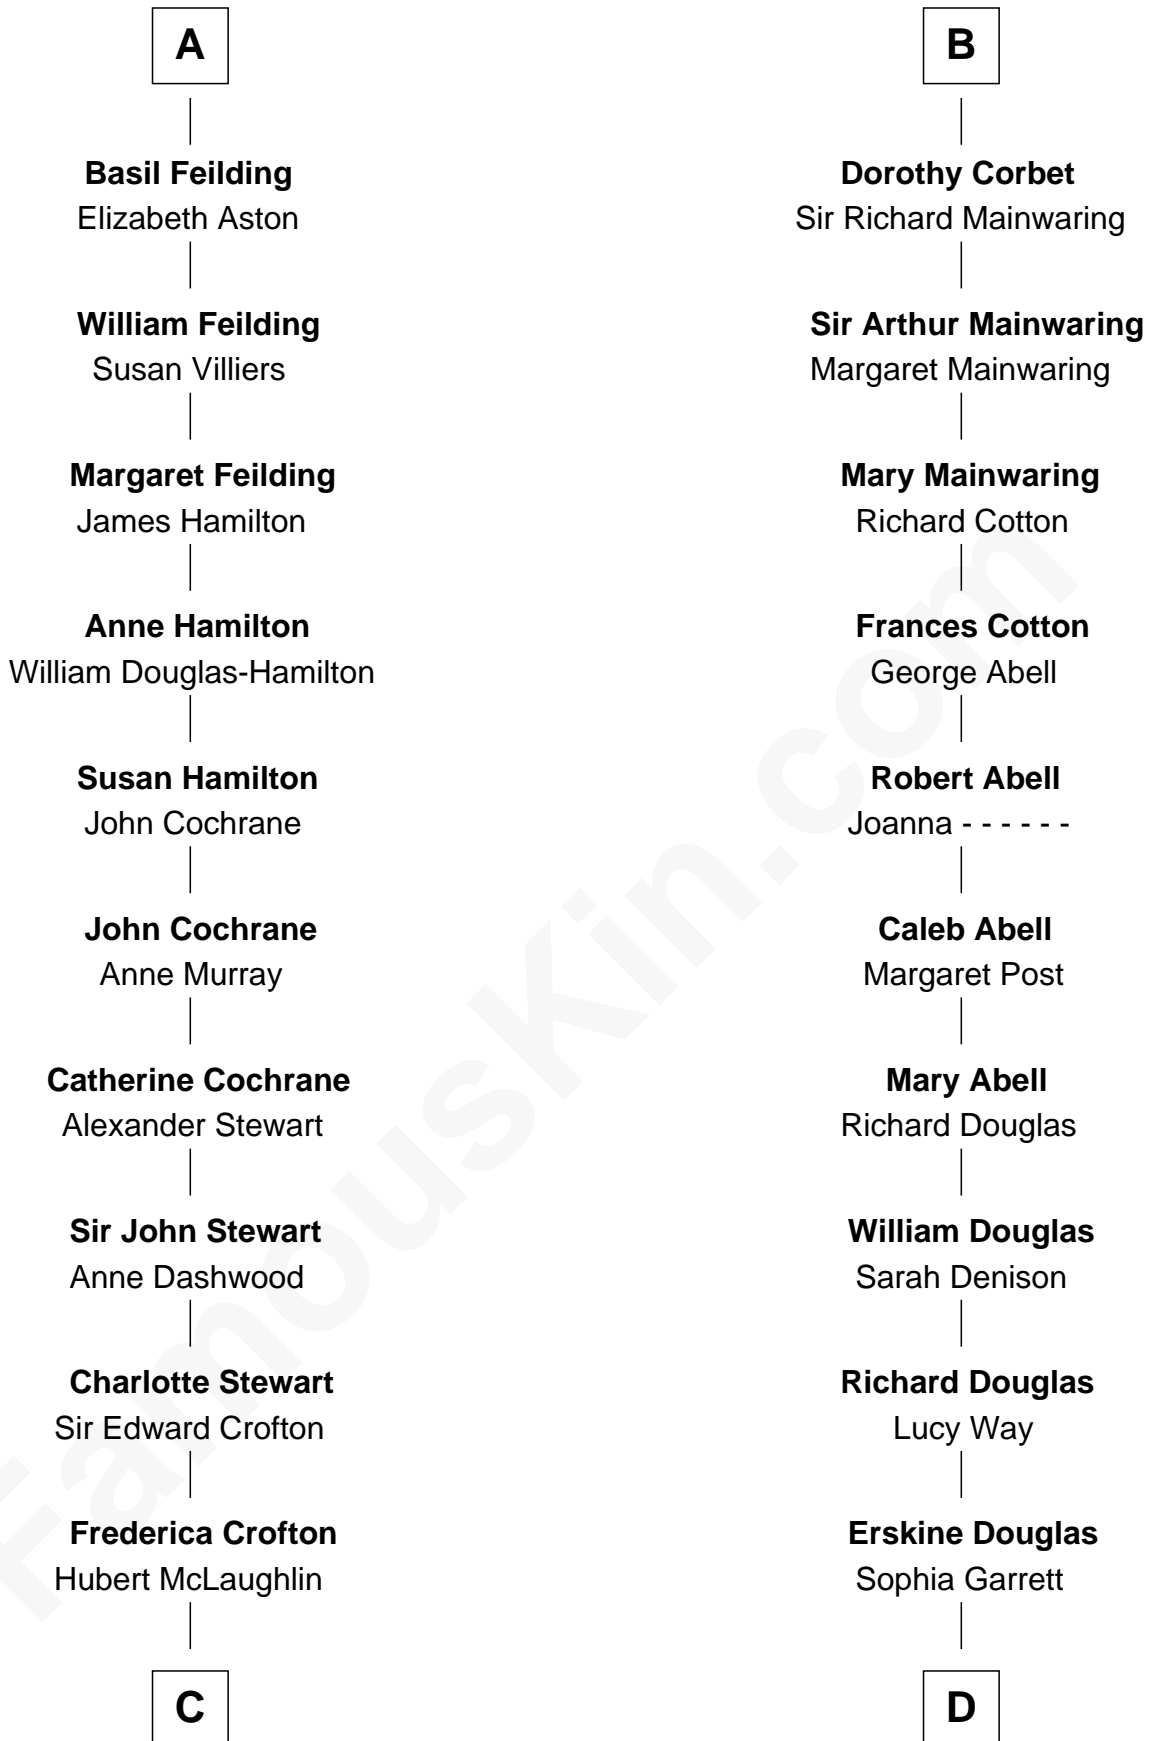 A
Basil Feilding
Elizabeth Aston
William Feilding
Susan Villiers
Margaret Feilding
James Hamilton
Anne Hamilton
William Douglas-Hamilton
Susan Hamilton
John Cochrane
John Cochrane
Anne Murray
Catherine Cochrane
Alexander Stewart
Sir John Stewart
Anne Dashwood
Charlotte Stewart
Sir Edward Crofton
Frederica Crofton
Hubert McLaughlin
C
B
Dorothy Corbet
Sir Richard Mainwaring
Sir Arthur Mainwaring
Margaret Mainwaring
Mary Mainwaring
Richard Cotton
Frances Cotton
George Abell
Robert Abell
Joanna - - - - - -
Caleb Abell
Margaret Post
Mary Abell
Richard Douglas
William Douglas
Sarah Denison
Richard Douglas
Lucy Way
Erskine Douglas
Sophia Garrett
D
FamousKin.com